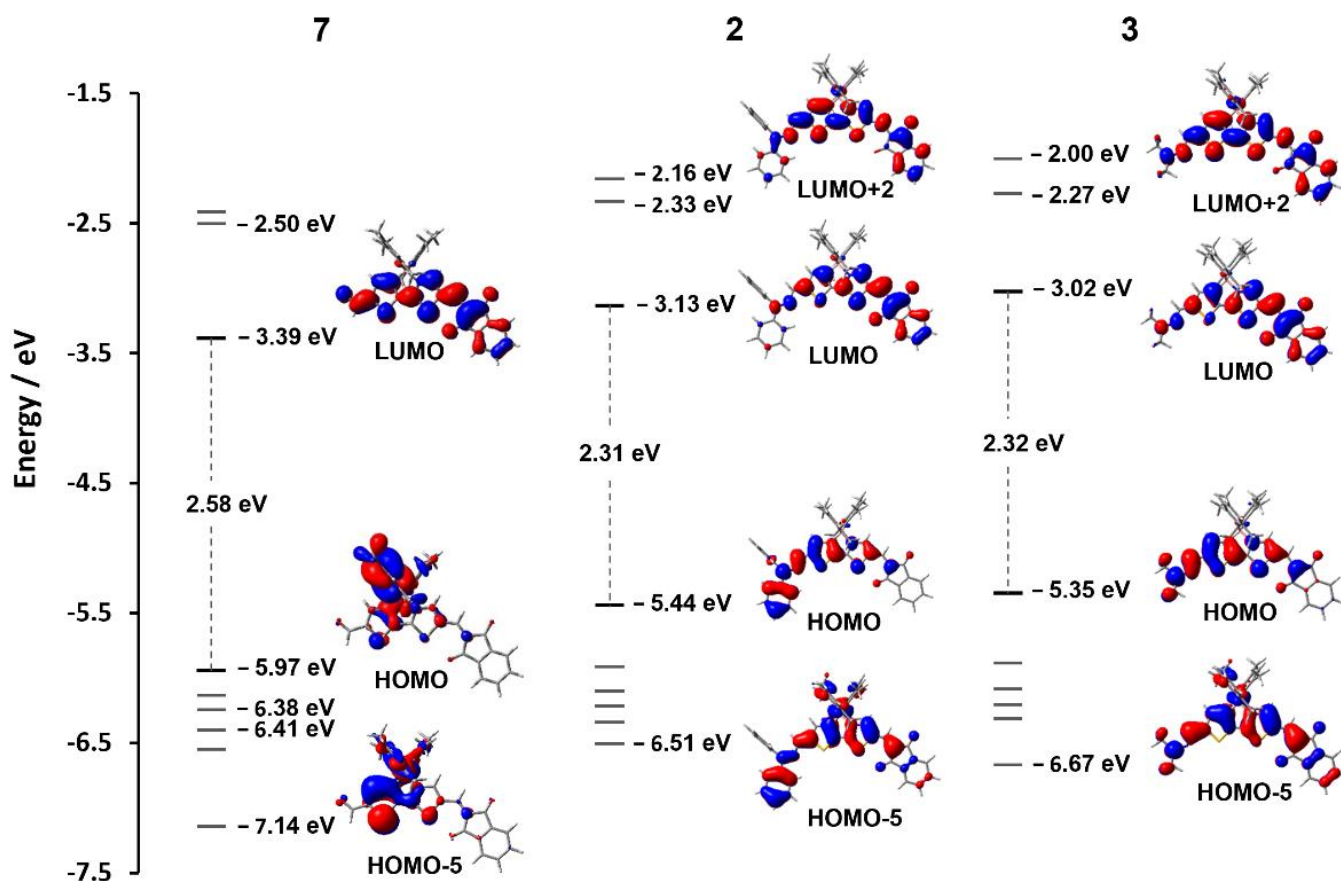 7
2
3
Energy / eV
-1.5
-2.5
-3.5
-4.5
-5.5
-6.5
-7.5
– 2.50 eV
– 3.39 eV
LUMO
2.58 eV
– 5.97 eV
HOMO
– 6.38 eV
– 6.41 eV
– 7.14 eV
HOMO-5
– 2.16 eV
LUMO+2
– 2.33 eV
– 3.13 eV
LUMO
2.31 eV
– 5.44 eV
HOMO
– 6.51 eV
HOMO-5
– 2.00 eV
– 2.27 eV
LUMO+2
– 3.02 eV
LUMO
2.32 eV
– 5.35 eV
HOMO
– 6.67 eV
HOMO-5